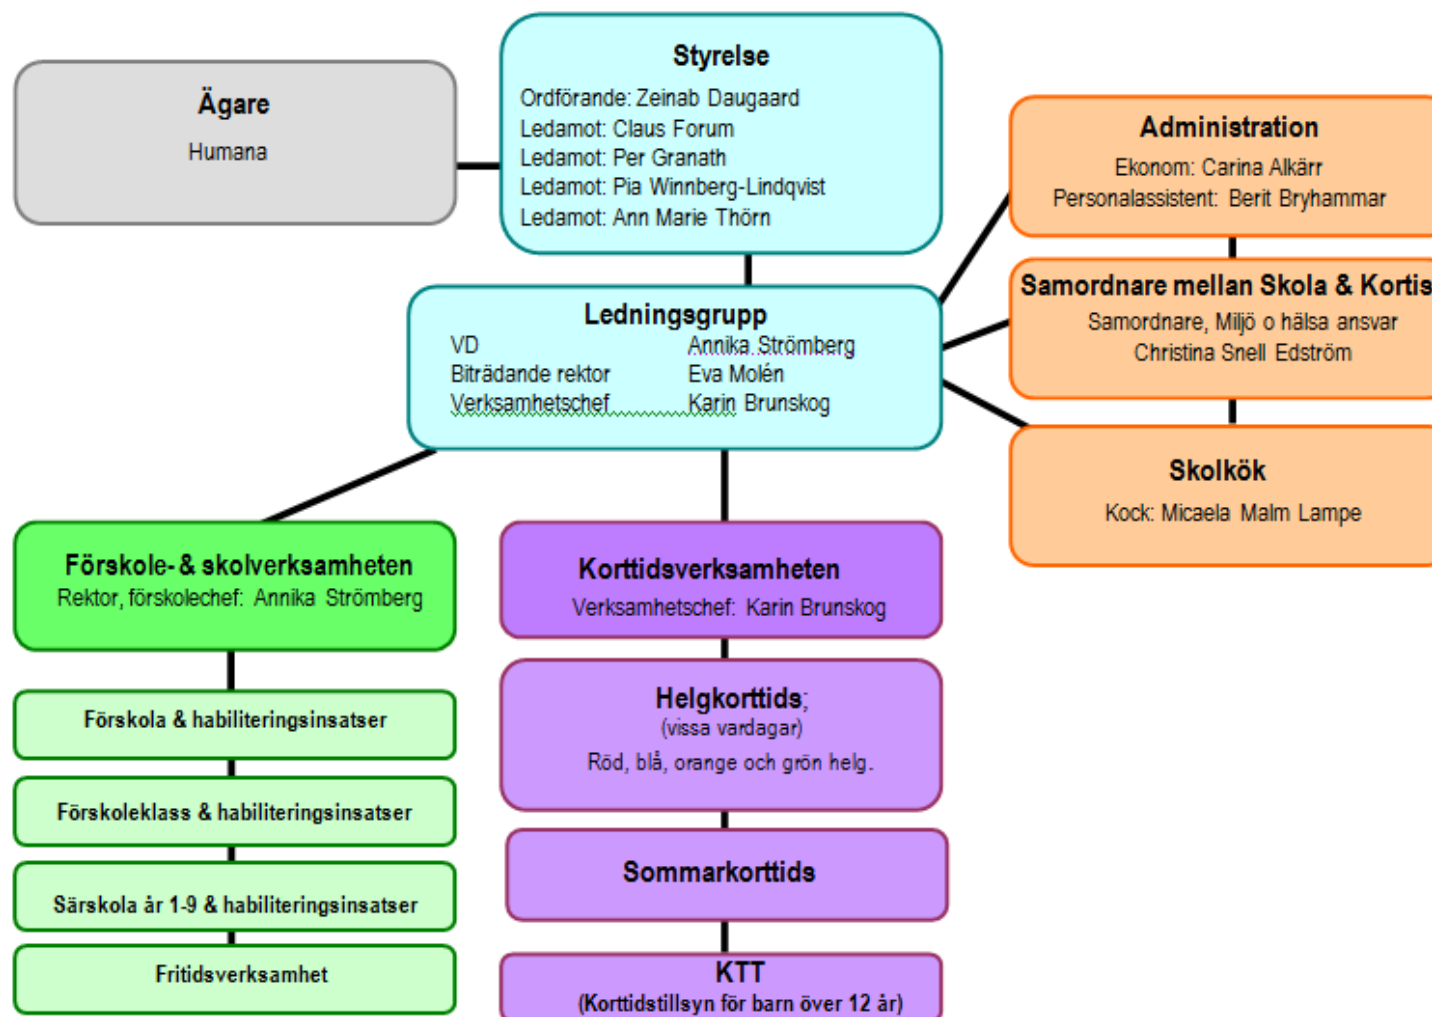 Ägare
Humana
Styrelse
Ordförande: Zeinab Daugaard
Ledamot: Claus Forum
Ledamot: Per Granath
Ledamot: Pia Winnberg-Lindqvist
Ledamot: Ann Marie Thörn
Administration
Ekonom: Carina Alkärr
Personalassistent: Berit Bryhammar
Samordnare mellan Skola & Kortis
Samordnare, Miljö o hälsa ansvar
Christina Snell Edström
Skolkök
Kock: Micaela Malm Lampe
Ledningsgrupp
VD Annika Strömberg
Biträdande rektor Eva Molén
Verksamhetschef Karin Brunskog
Förskole- & skolverksamheten
Rektor, förskolechef: Annika Strömberg
Förskola & habiliteringsinsatser
Förskoleklass & habiliteringsinsatser
Särskola år 1-9 & habiliteringsinsatser
Fritidsverksamhet
Korttidsverksamheten
Verksamhetschef: Karin Brunskog
Helgkorttids;
(vissa vardagar)
Röd, blå, orange och grön helg.
Sommarkorttids
KTT
(Korttidstillsyn för barn över 12 år)